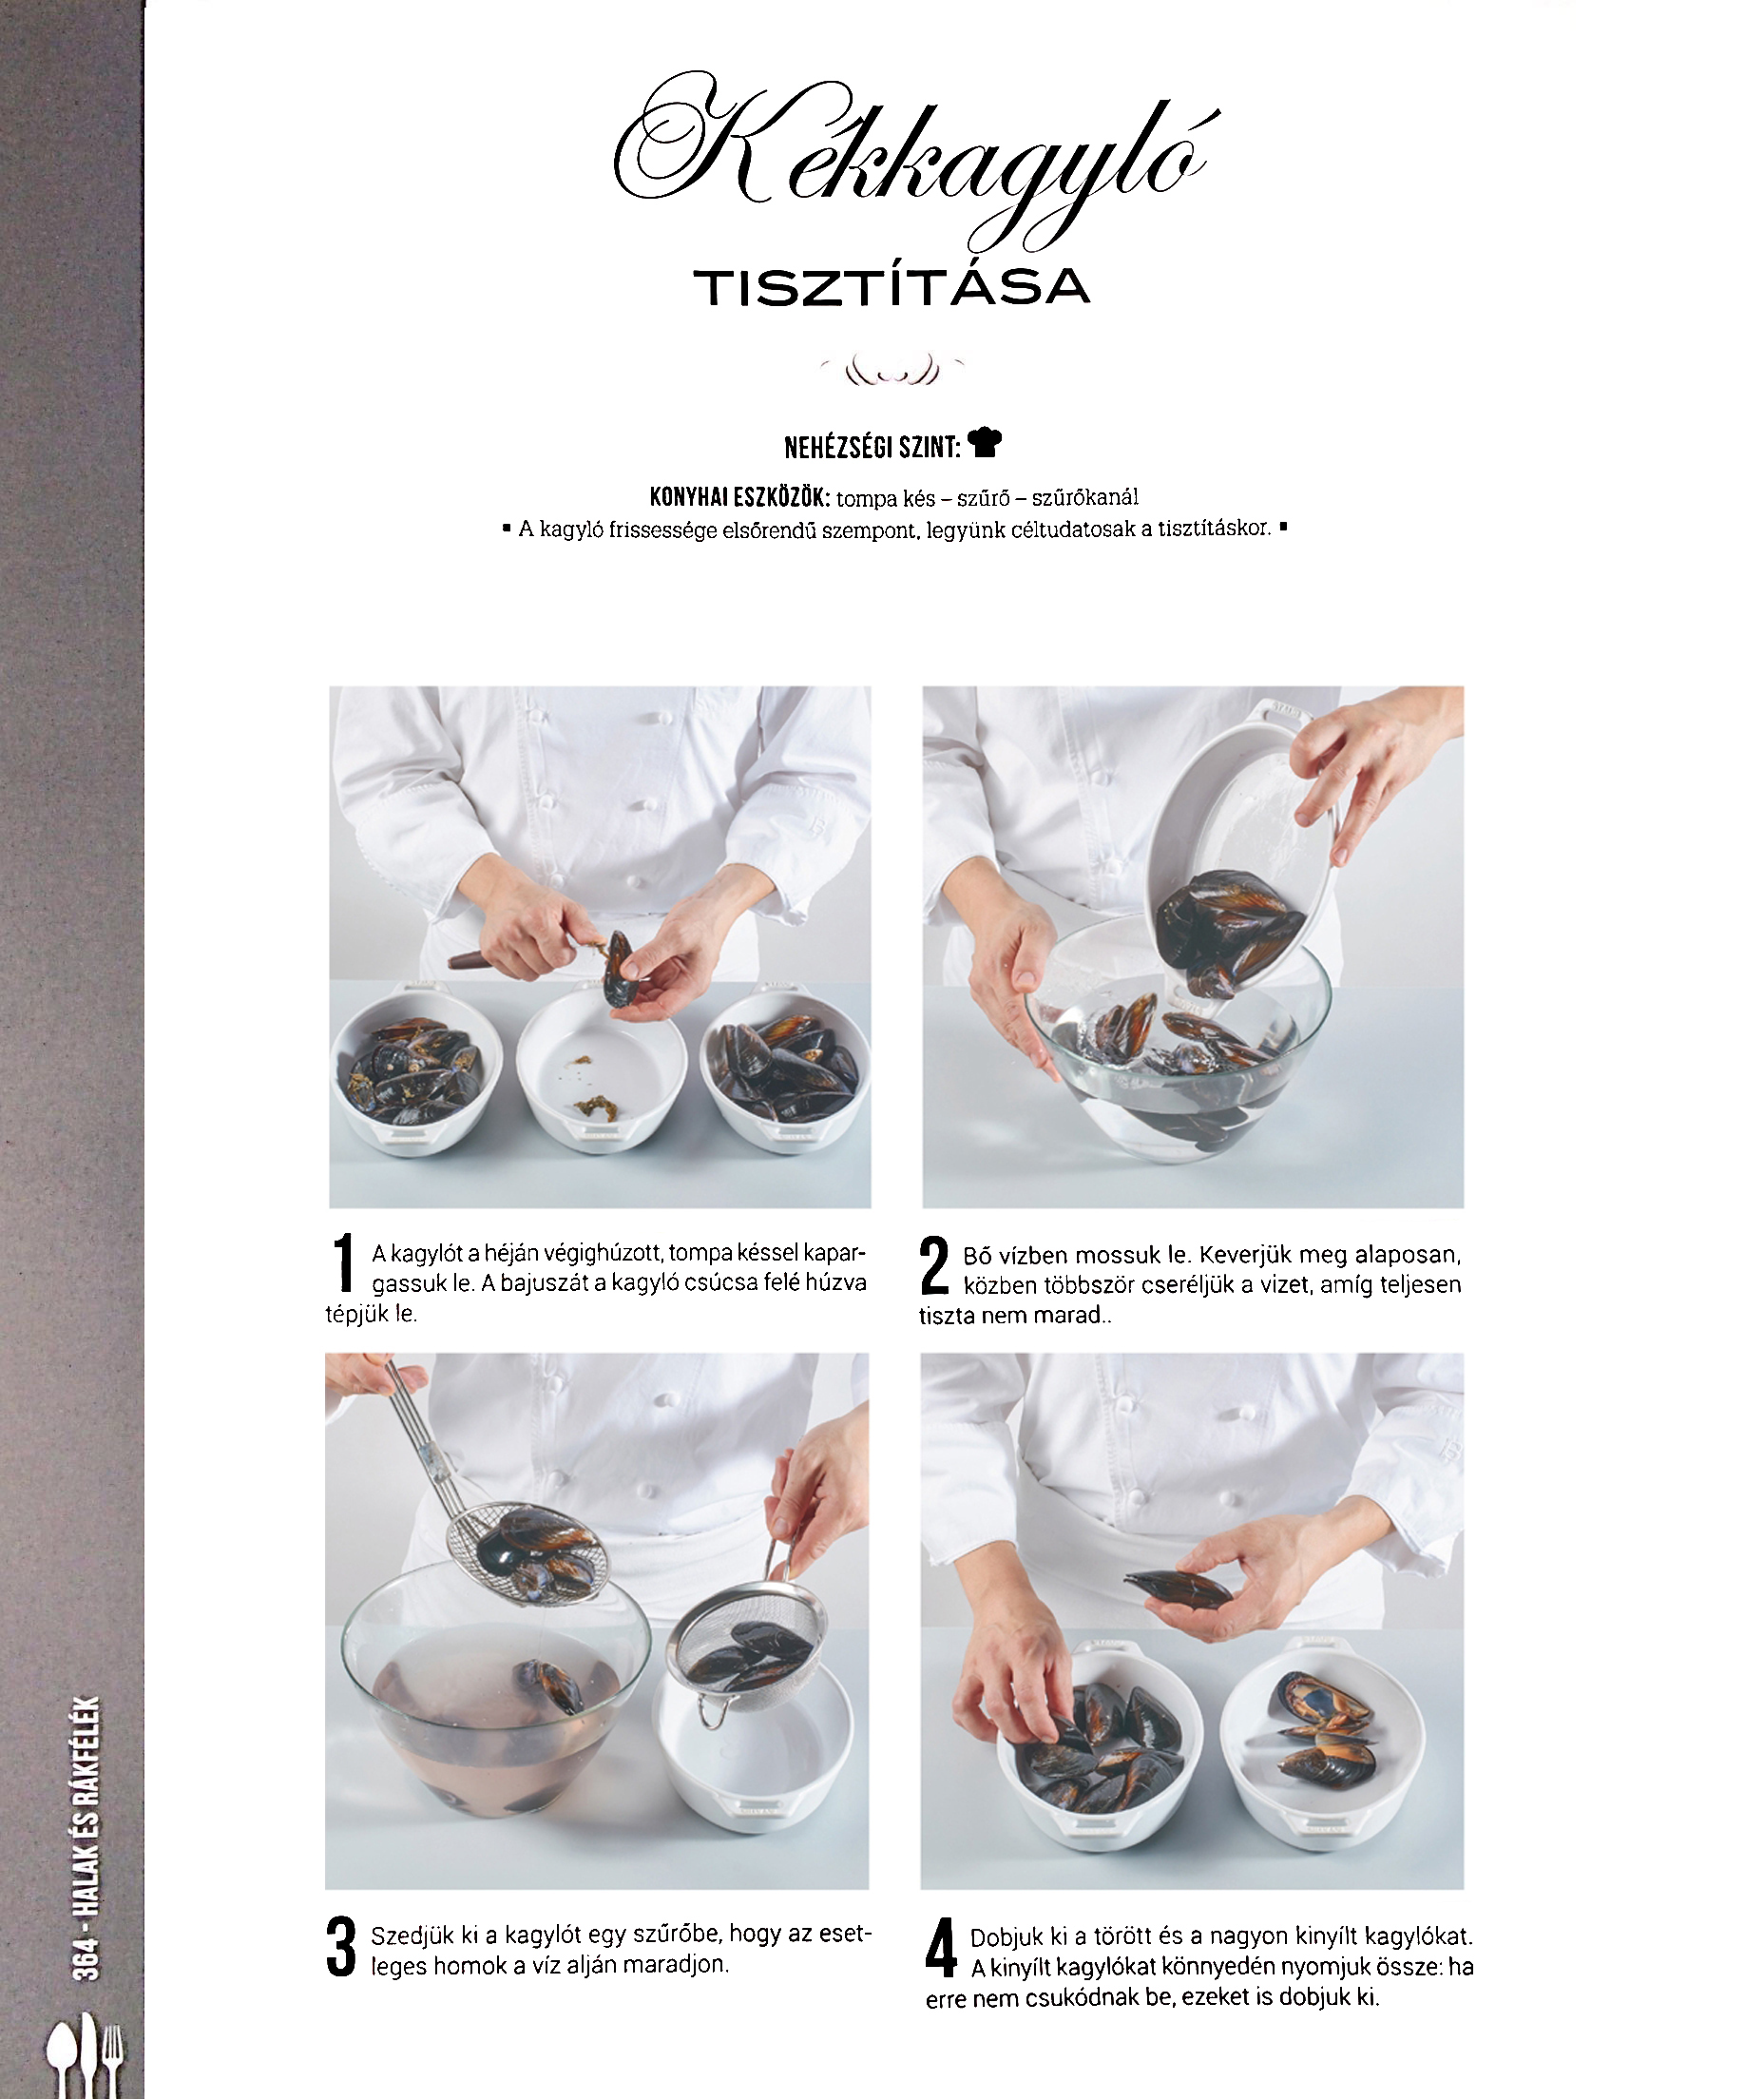 Kékkagyló
TISZTÍTÁSA
NEHÉZSÉGI SZINT:
KONYHAI ESZKÖZÖK: tompa kés – szűrő – szűrőkanál
▪ A kagyló frissessége elsőrendű szempont, legyünk céltudatosak a tisztításkor. ▪
1 A kagylót a héján végighúzott, tompa késsel kapar-
gassuk le. A bajuszát a kagyló csúcsa felé húzva
tépjük le.
2 Bő vízben mossuk le. Keverjük meg alaposan,
közben többször cseréljük a vizet, amíg teljesen
tiszta nem marad..
3 Szedjük ki a kagylót egy szűrőbe, hogy az eset-
leges homok a víz alján maradjon.
4 Dobjuk ki a törött és a nagyon kinyílt kagylókat.
A kinyílt kagylókat könnyedén nyomjuk össze: ha
erre nem csukódnak be, ezeket is dobjuk ki.
364 - HALAK ÉS RÁKFÉLÉK